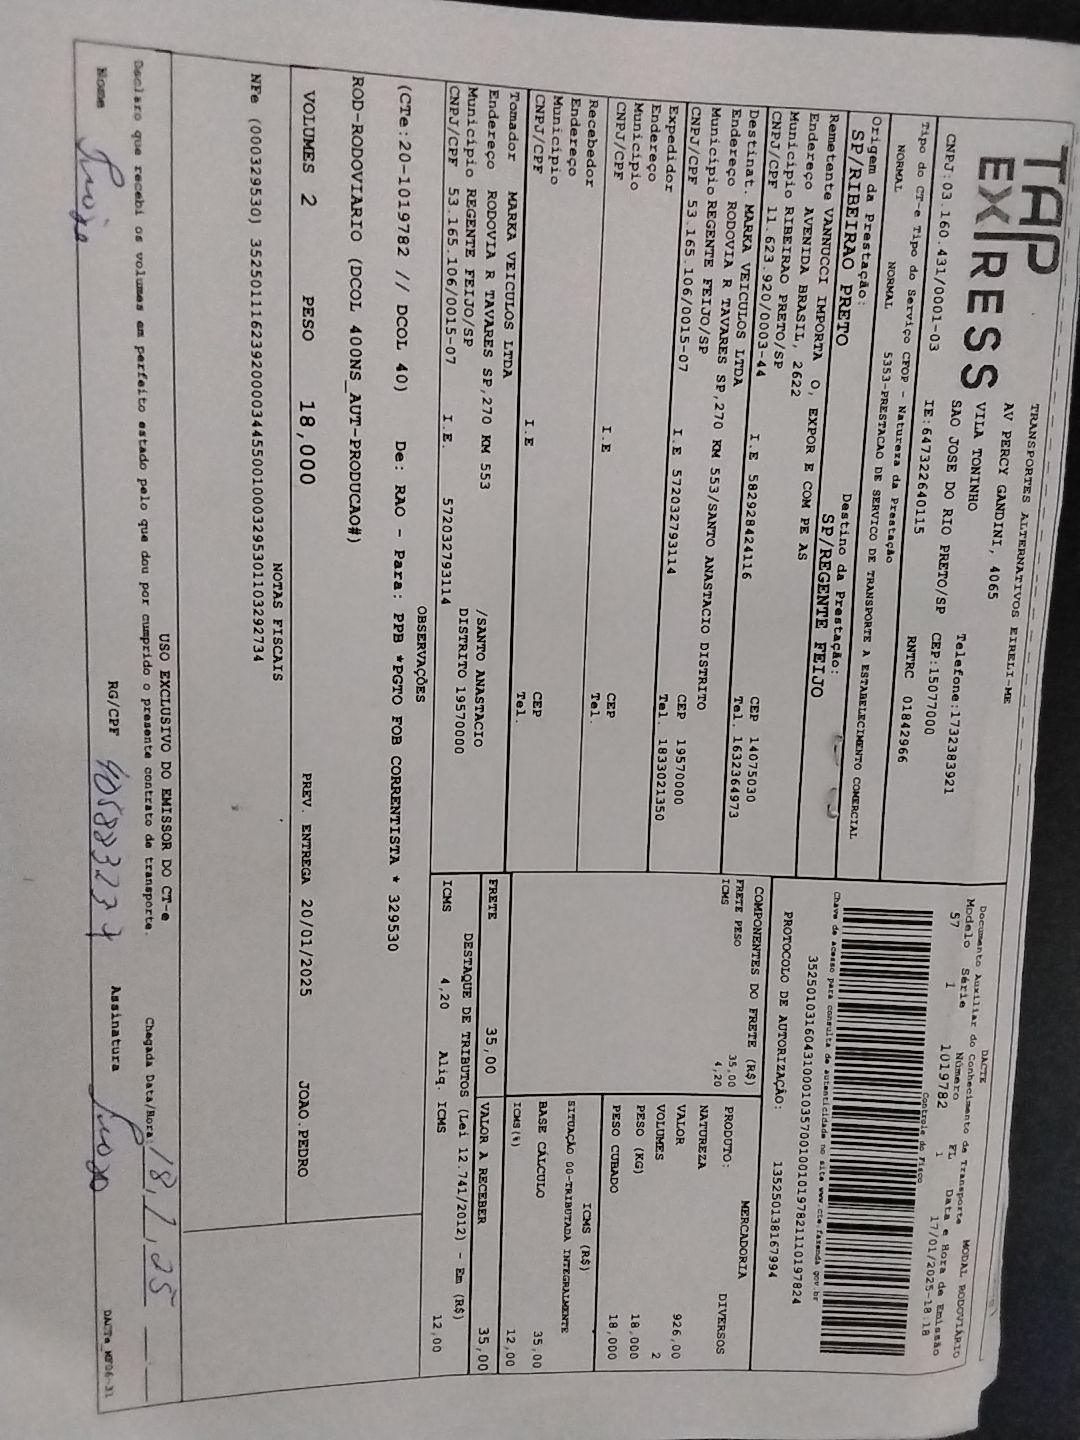 TAP
EXPRESS
TRANSPORTES ALTERNATIVOS EIRELI-ME
AV PERCY GANDINI, 4065
VILA TONINHO
SAO JOSE DO RIO PRETO/SP CEP:15077000
Telefone:1732383921
CNPJ:03.160.431/0001-03 IE:647322640115 RNTRC 01842966
Tipo do CT-e Tipo do Serviço CFOP - Natureza da Prestação
NORMAL NORMAL 5353-PRESTACAO DE SERVICO DE TRANSPORTE A ESTABELECIMENTO COMERCIAL
Origem da Prestação: Destino da Prestação:
SP/RIBEIRAO PRETO SP/REGENTE FEIJO
Remetente VANNUCCI IMPORTA O, EXPOR E COM PE AS
Endereço AVENIDA BRASIL, 2622
Municipio RIBEIRAO PRETO/SP CEP 14075030
CNPJ/CPF 11.623.920/0003-44 I.E 582928424116 Tel. 1632364973
Destinat. MARKA VEICULOS LTDA
Endereço RODOVIA R TAVARES SP,270 KM 553/SANTO ANASTACIO DISTRITO
Municipio REGENTE FEIJO/SP CEP 19570000
CNPJ/CPF 53.165.106/0015-07 I.E 572032793114 Tel. 1833021350
Expedidor
Endereço
Municipio CEP
CNPJ/CPF I.E Tel.
Recebedor
Endereço
Municipio CEP
CNPJ/CPF I.E Tel.
Tomador MARKA VEICULOS LTDA
Endereço RODOVIA R TAVARES SP,270 KM 553 /SANTO ANASTACIO
Municipio REGENTE FEIJO/SP DISTRITO 19570000
CNPJ/CPF 53.165.106/0015-07 I.E. 572032793114
DACTE MODAL RODOVIÁRIO
Documento Auxiliar do Conhecimento de Transporte
Modelo Série Número FL Data e Hora de Emissão
57 1 1019782 1 17/01/2025-18:18
Controle do Fisco
Chave de acesso para consulta de autenticidade no site www.cte.fazenda.gov.br
35250103160431000103570010010197821110197824
PROTOCOLO DE AUTORIZAÇÃO: 135250138167994
COMPONENTES DO FRETE (R$)
FRETE PESO 35,00
ICMS 4,20
PRODUTO: MERCADORIA
NATUREZA DIVERSOS
VALOR 926,00
VOLUMES 2
PESO (KG) 18,000
PESO CUBADO 18,000
ICMS (R$)
SITUAÇÃO 00-TRIBUTADA INTEGRALMENTE
BASE CÁLCULO 35,00
ICMS(%) 12,00
FRETE 35,00 VALOR A RECEBER 35,00
DESTAQUE DE TRIBUTOS (Lei 12.741/2012) - Em (R$)
ICMS 4,20 Aliq. ICMS 12,00
OBSERVAÇÕES
(CTe:20-1019782 // DCOL 40) De: RAO - Para: PPB *PGTO FOB CORRENTISTA * 329530
ROD-RODOVIARIO (DCOL 400NS_AUT-PRODUCAO#)
VOLUMES 2 PESO 18,000 PREV. ENTREGA 20/01/2025 JOAO.PEDRO
NOTAS FISCAIS
NFe (000329530) 35250111623920000344550010003295301103292734
USO EXCLUSIVO DO EMISSOR DO CT-e
Declaro que recebi os volumes em perfeito estado pelo que dou por cumprido o presente contrato de transporte. Chegada Data/Hora: 18/1/25
Nome RG/CPF Assinatura